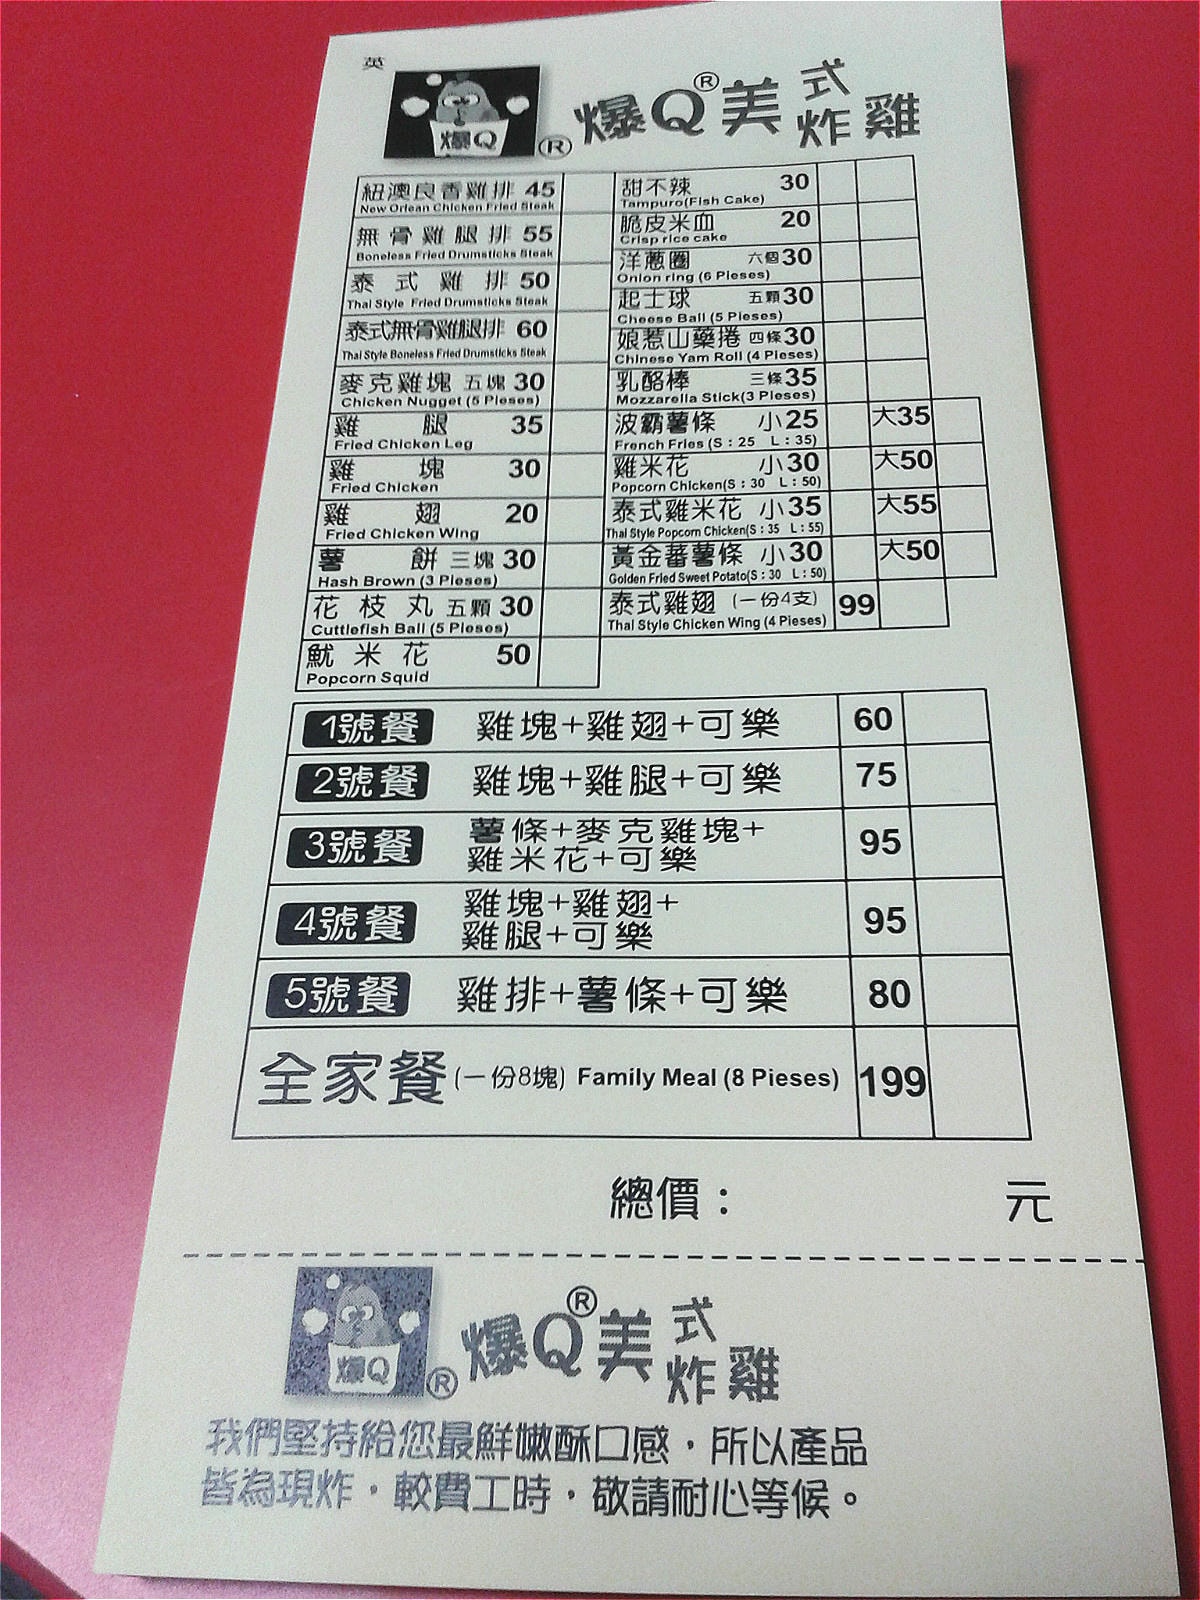 英
爆Q
®
爆Q®美式炸雞
紐澳良香雞排 45
New Orlean Chicken Fried Steak
無骨雞腿排 55
Boneless Fried Drumsticks Steak
泰式雞排 50
Thai Style Fried Drumsticks Steak
泰式無骨雞腿排 60
Thai Style Boneless Fried Drumsticks Steak
麥克雞塊 五塊 30
Chicken Nugget (5 Pieses)
雞腿 35
Fried Chicken Leg
雞塊 30
Fried Chicken
雞翅 20
Fried Chicken Wing
薯餅 三塊 30
Hash Brown (3 Pieses)
花枝丸 五顆 30
Cuttlefish Ball (5 Pieses)
魷米花 50
Popcorn Squid
甜不辣 30
Tampuro(Fish Cake)
脆皮米血 20
Crisp rice cake
洋蔥圈 六個30
Onion ring (6 Pieses)
起士球 五顆30
Cheese Ball (5 Pieses)
娘惹山藥捲 四條30
Chinese Yam Roll (4 Pieses)
乳酪棒 三條35
Mozzarella Stick(3 Pieses)
波霸薯條 小25 大35
French Fries (S：25 L：35)
雞米花 小30 大50
Popcorn Chicken(S：30 L：50)
泰式雞米花 小35 大55
Thai Style Popcorn Chicken(S：35 L：55)
黃金蕃薯條 小30 大50
Golden Fried Sweet Potato(S：30 L：50)
泰式雞翅 (一份4支) 99
Thai Style Chicken Wing (4 Pieses)
1號餐 雞塊+雞翅+可樂 60
2號餐 雞塊+雞腿+可樂 75
3號餐 薯條+麥克雞塊+
雞米花+可樂 95
4號餐 雞塊+雞翅+
雞腿+可樂 95
5號餐 雞排+薯條+可樂 80
全家餐(一份8塊) Family Meal (8 Pieses) 199
總價： 元
爆Q
®
爆Q®美式炸雞
我們堅持給您最鮮嫩酥口感，所以產品
皆為現炸，較費工時，敬請耐心等候。